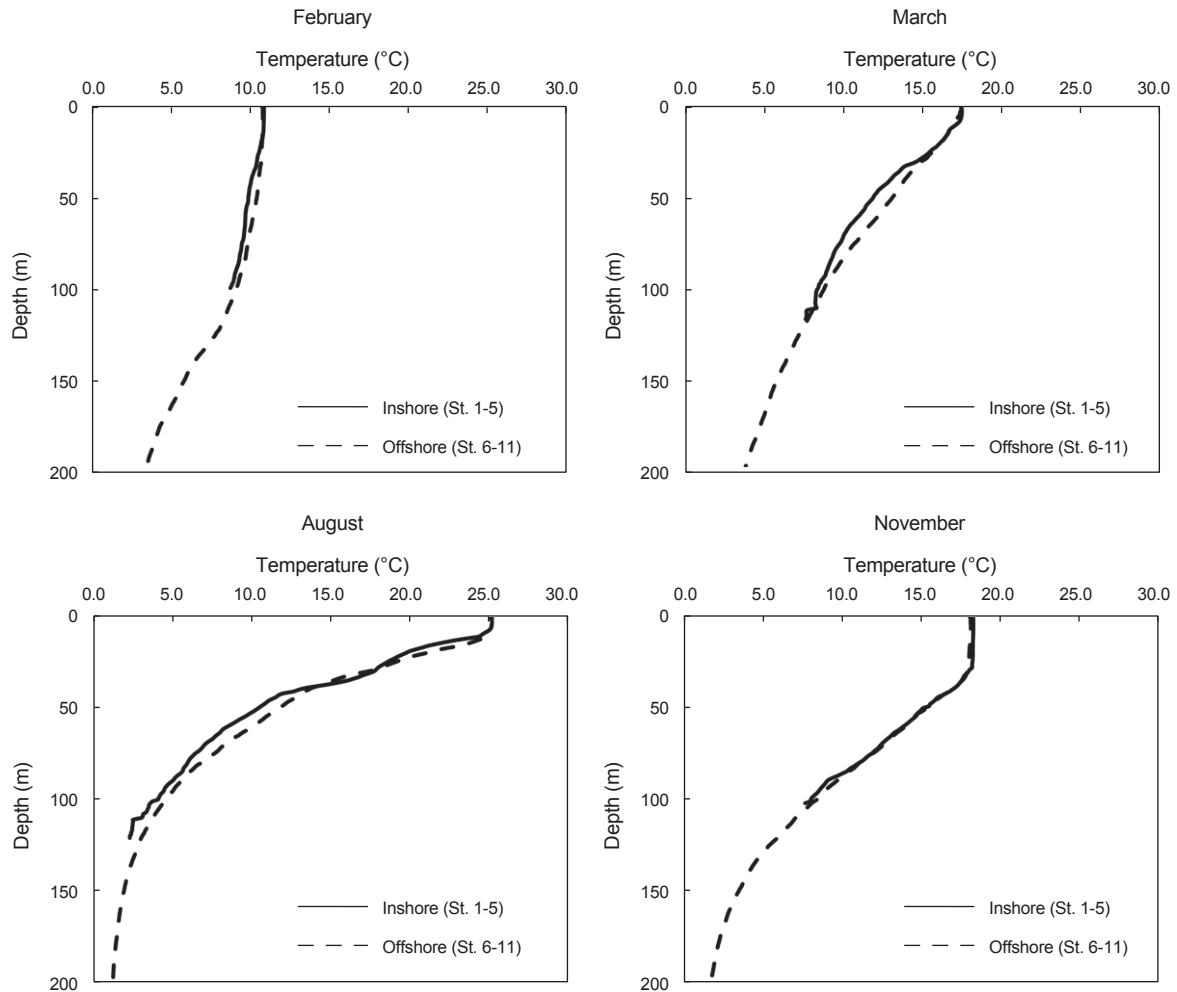 February
Temperature (°C)
0.0 5.0 10.0 15.0 20.0 25.0 30.0
0
50
100
150
200
Depth (m)
Inshore (St. 1-5)
Offshore (St. 6-11)
March
Temperature (°C)
0.0 5.0 10.0 15.0 20.0 25.0 30.0
0
50
100
150
200
Depth (m)
Inshore (St. 1-5)
Offshore (St. 6-11)
August
Temperature (°C)
0.0 5.0 10.0 15.0 20.0 25.0 30.0
0
50
100
150
200
Depth (m)
Inshore (St. 1-5)
Offshore (St. 6-11)
November
Temperature (°C)
0.0 5.0 10.0 15.0 20.0 25.0 30.0
0
50
100
150
200
Depth (m)
Inshore (St. 1-5)
Offshore (St. 6-11)